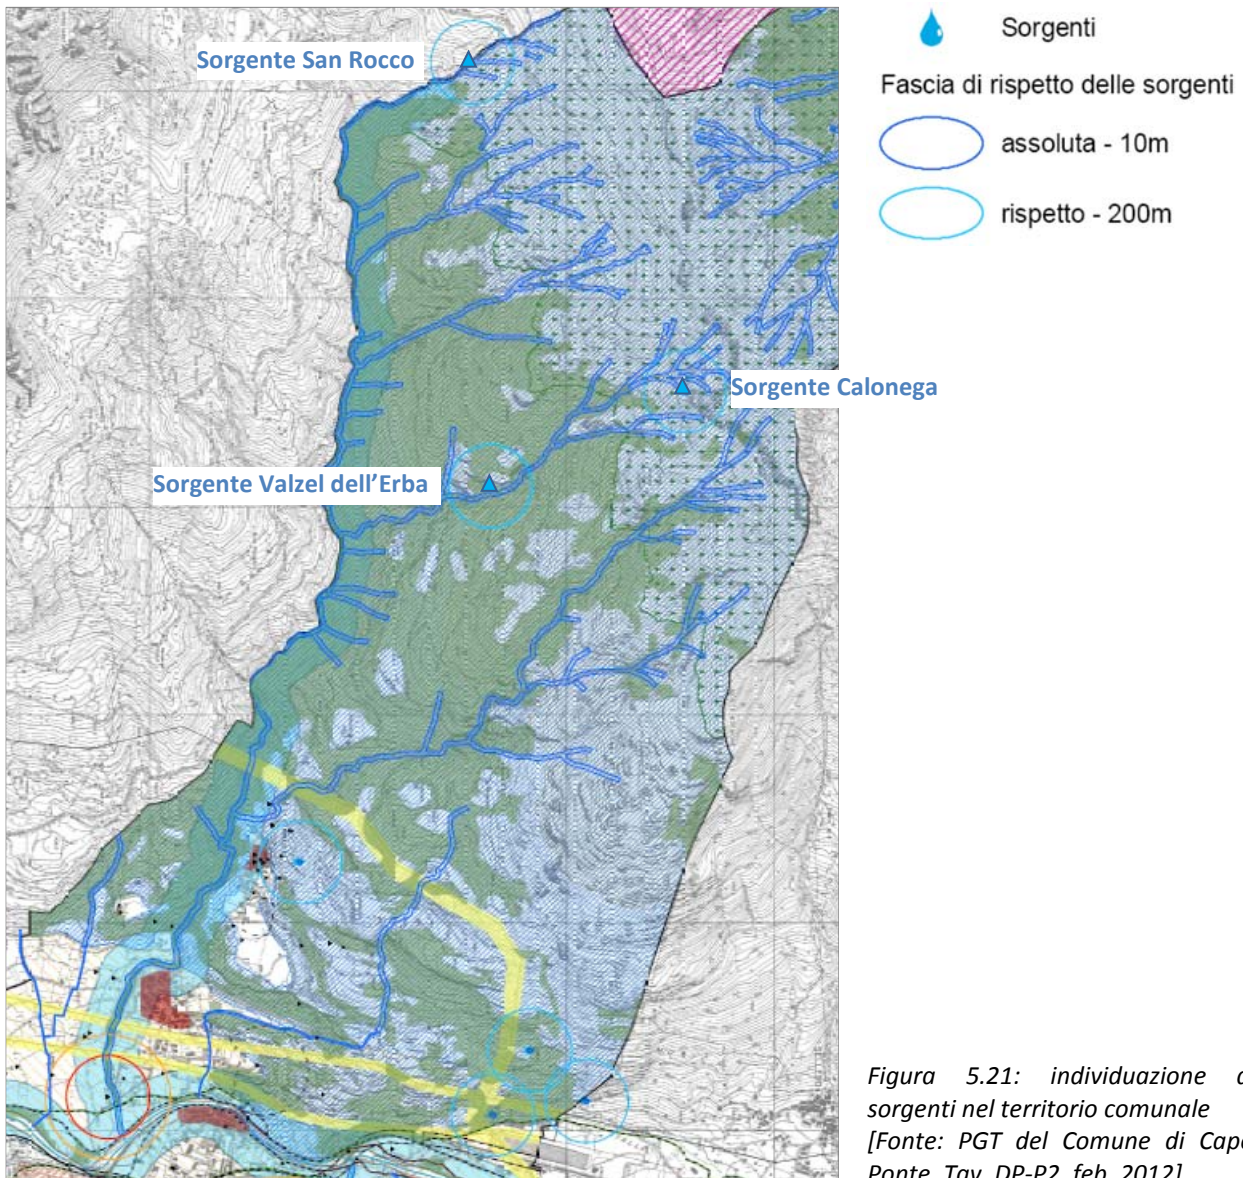 Sorgente San Rocco
Sorgente Calonega
Sorgente Valzel dell’Erba
Sorgenti
Fascia di rispetto delle sorgenti
assoluta - 10m
rispetto - 200m
Figura 5.21: individuazione
sorgenti nel territorio comunale
[Fonte: PGT del Comune di
Ponte Tav. DP-P2 feb. 2012]